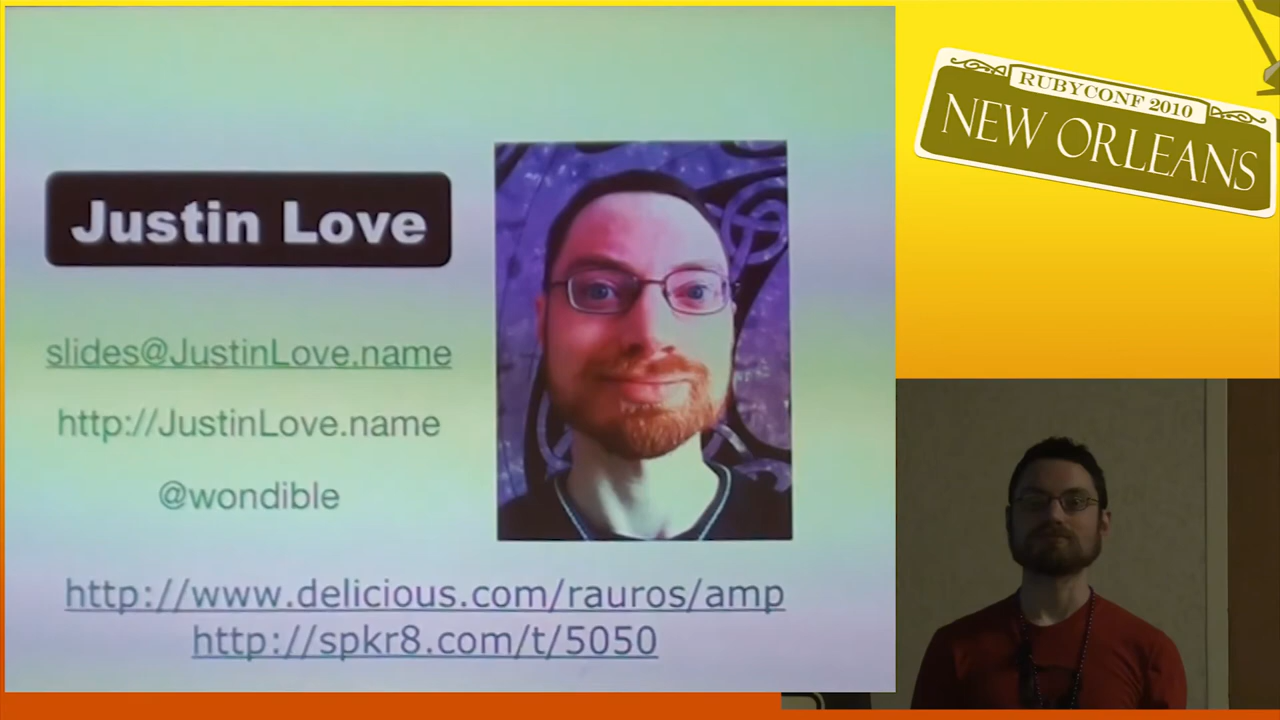 Justin Love
slides@JustinLove.name
http://JustinLove.name
@wondible
http://www.delicious.com/rauros/amp
http://spkr8.com/t/5050
RUBYCONF 2010
NEW ORLEANS